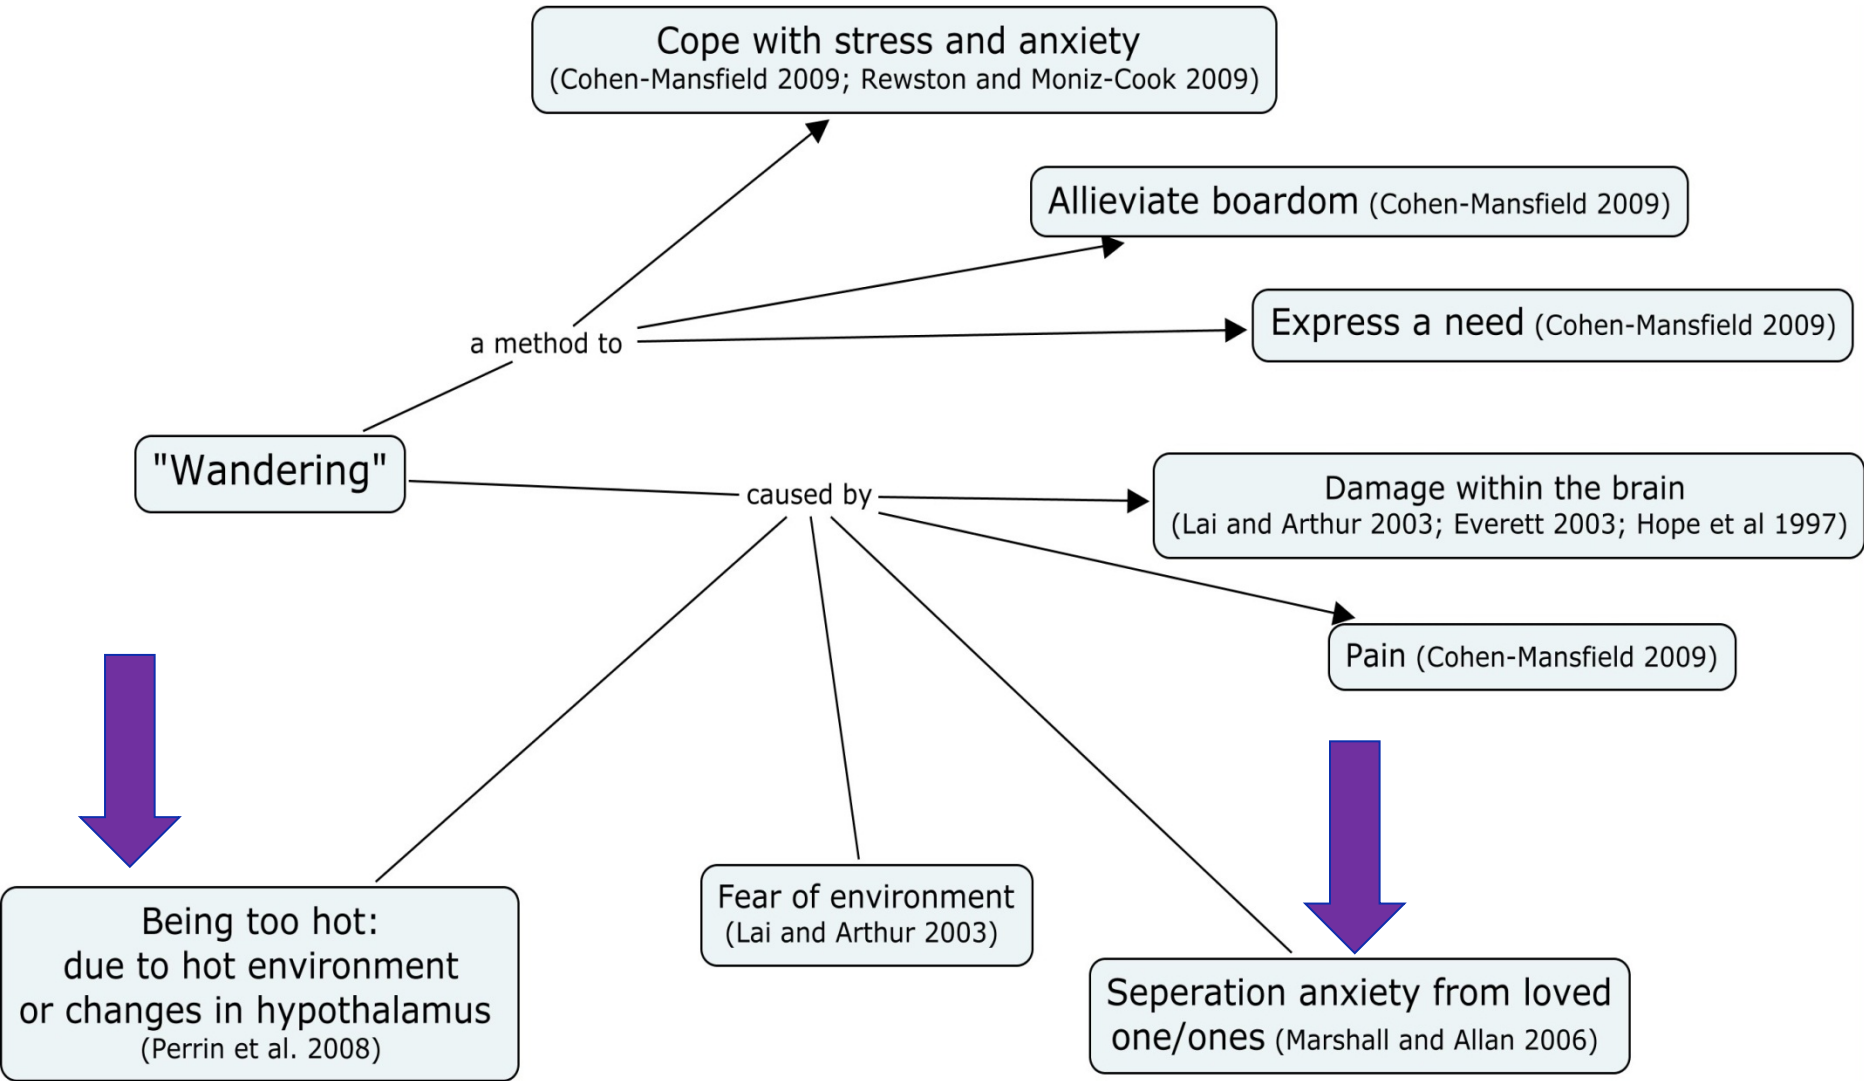 Cope with stress and anxiety
(Cohen-Mansfield 2009; Rewston and Moniz-Cook 2009)
Allieviate boardom (Cohen-Mansfield 2009)
Express a need (Cohen-Mansfield 2009)
a method to
"Wandering"
caused by
Damage within the brain
(Lai and Arthur 2003; Everett 2003; Hope et al 1997)
Pain (Cohen-Mansfield 2009)
Being too hot:
due to hot environment
or changes in hypothalamus
(Perrin et al. 2008)
Fear of environment
(Lai and Arthur 2003)
Seperation anxiety from loved
one/ones (Marshall and Allan 2006)